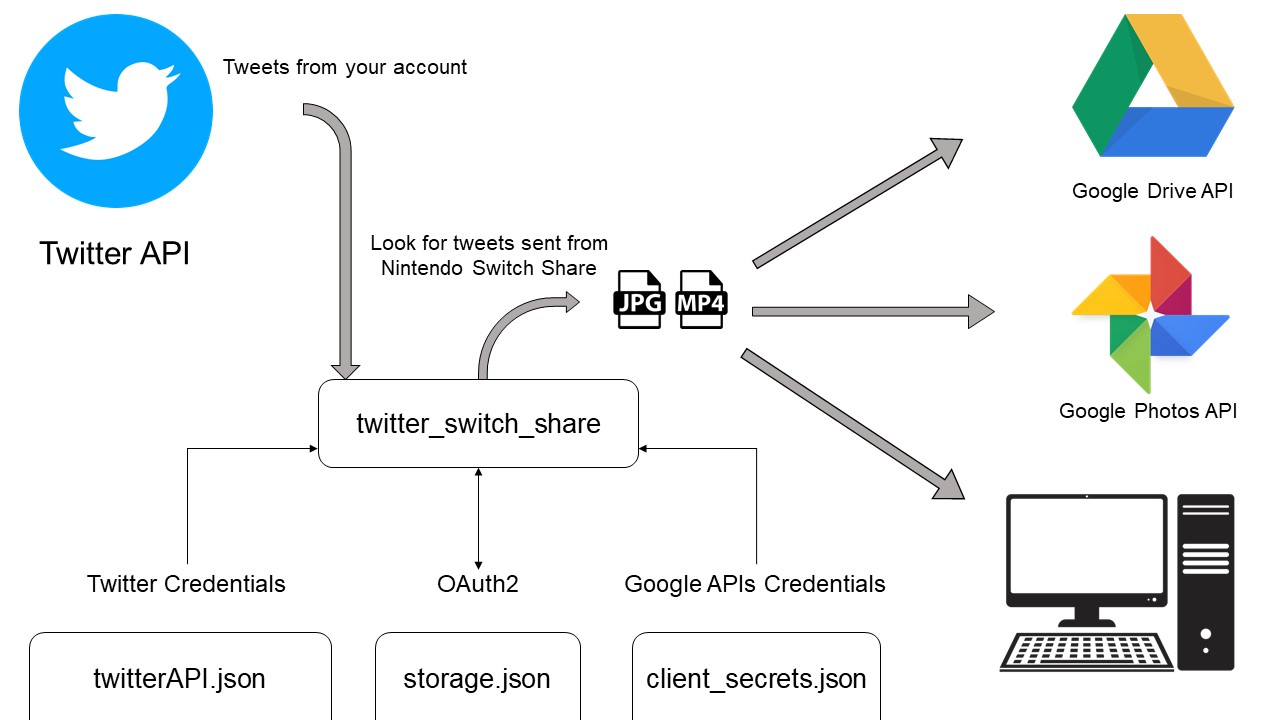 Tweets from your account
Twitter API
Look for tweets sent from
Nintendo Switch Share
JPG
MP4
Google Drive API
Google Photos API
twitter_switch_share
Twitter Credentials
OAuth2
Google APIs Credentials
twitterAPI.json
storage.json
client_secrets.json